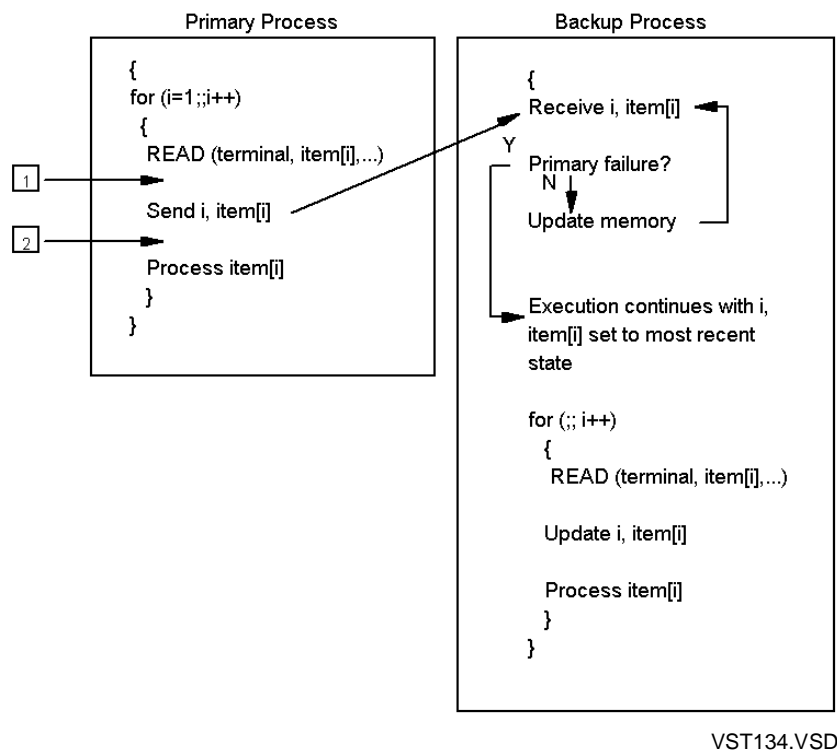 Primary Process
{
for (i=1;;i++)
{
READ (terminal, item[i],...)
1
Send i, item[i]
2
Process item[i]
}
}
Backup Process
{
Receive i, item[i]
Y
Primary failure?
N
Update memory
Execution continues with i,
item[i] set to most recent
state
for (;; i++)
{
READ (terminal, item[i],...)
Update i, item[i]
Process item[i]
}
}
VST134.VSD